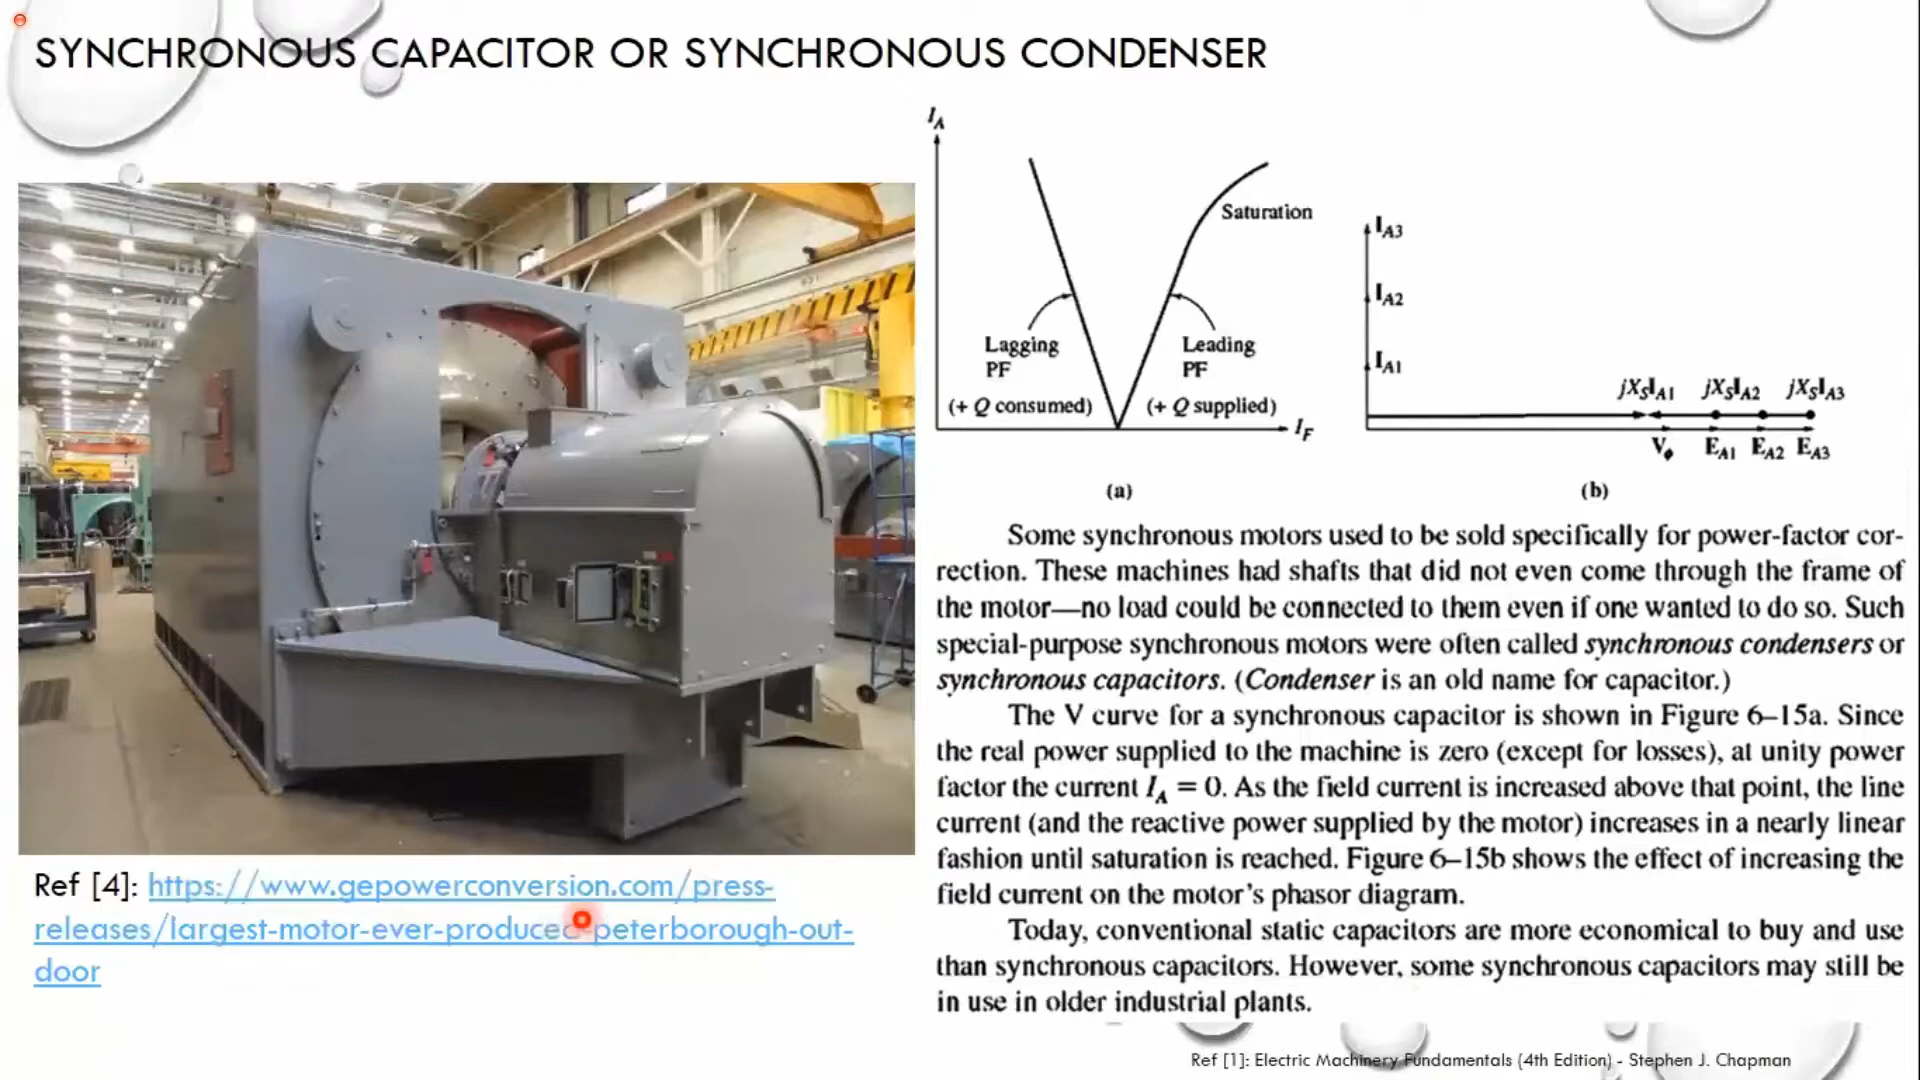 SYNCHRONOUS CAPACITOR OR SYNCHRONOUS CONDENSER
I_A
Saturation
Lagging
PF
(+ Q consumed)
Leading
PF
(+ Q supplied)
I_F
(a)
I_A3
I_A2
I_A1
jX_SI_A1 jX_SI_A2 jX_SI_A3
V_ϕ E_A1 E_A2 E_A3
(b)
Some synchronous motors used to be sold specifically for power-factor cor-
rection. These machines had shafts that did not even come through the frame of
the motor—no load could be connected to them even if one wanted to do so. Such
special-purpose synchronous motors were often called synchronous condensers or
synchronous capacitors. (Condenser is an old name for capacitor.)
The V curve for a synchronous capacitor is shown in Figure 6–15a. Since
the real power supplied to the machine is zero (except for losses), at unity power
factor the current I_A = 0. As the field current is increased above that point, the line
current (and the reactive power supplied by the motor) increases in a nearly linear
fashion until saturation is reached. Figure 6–15b shows the effect of increasing the
field current on the motor's phasor diagram.
Today, conventional static capacitors are more economical to buy and use
than synchronous capacitors. However, some synchronous capacitors may still be
in use in older industrial plants.
Ref [4]: https://www.gepowerconversion.com/press-
releases/largest-motor-ever-produced-peterborough-out-
door
Ref [1]: Electric Machinery Fundamentals (4th Edition) - Stephen J. Chapman